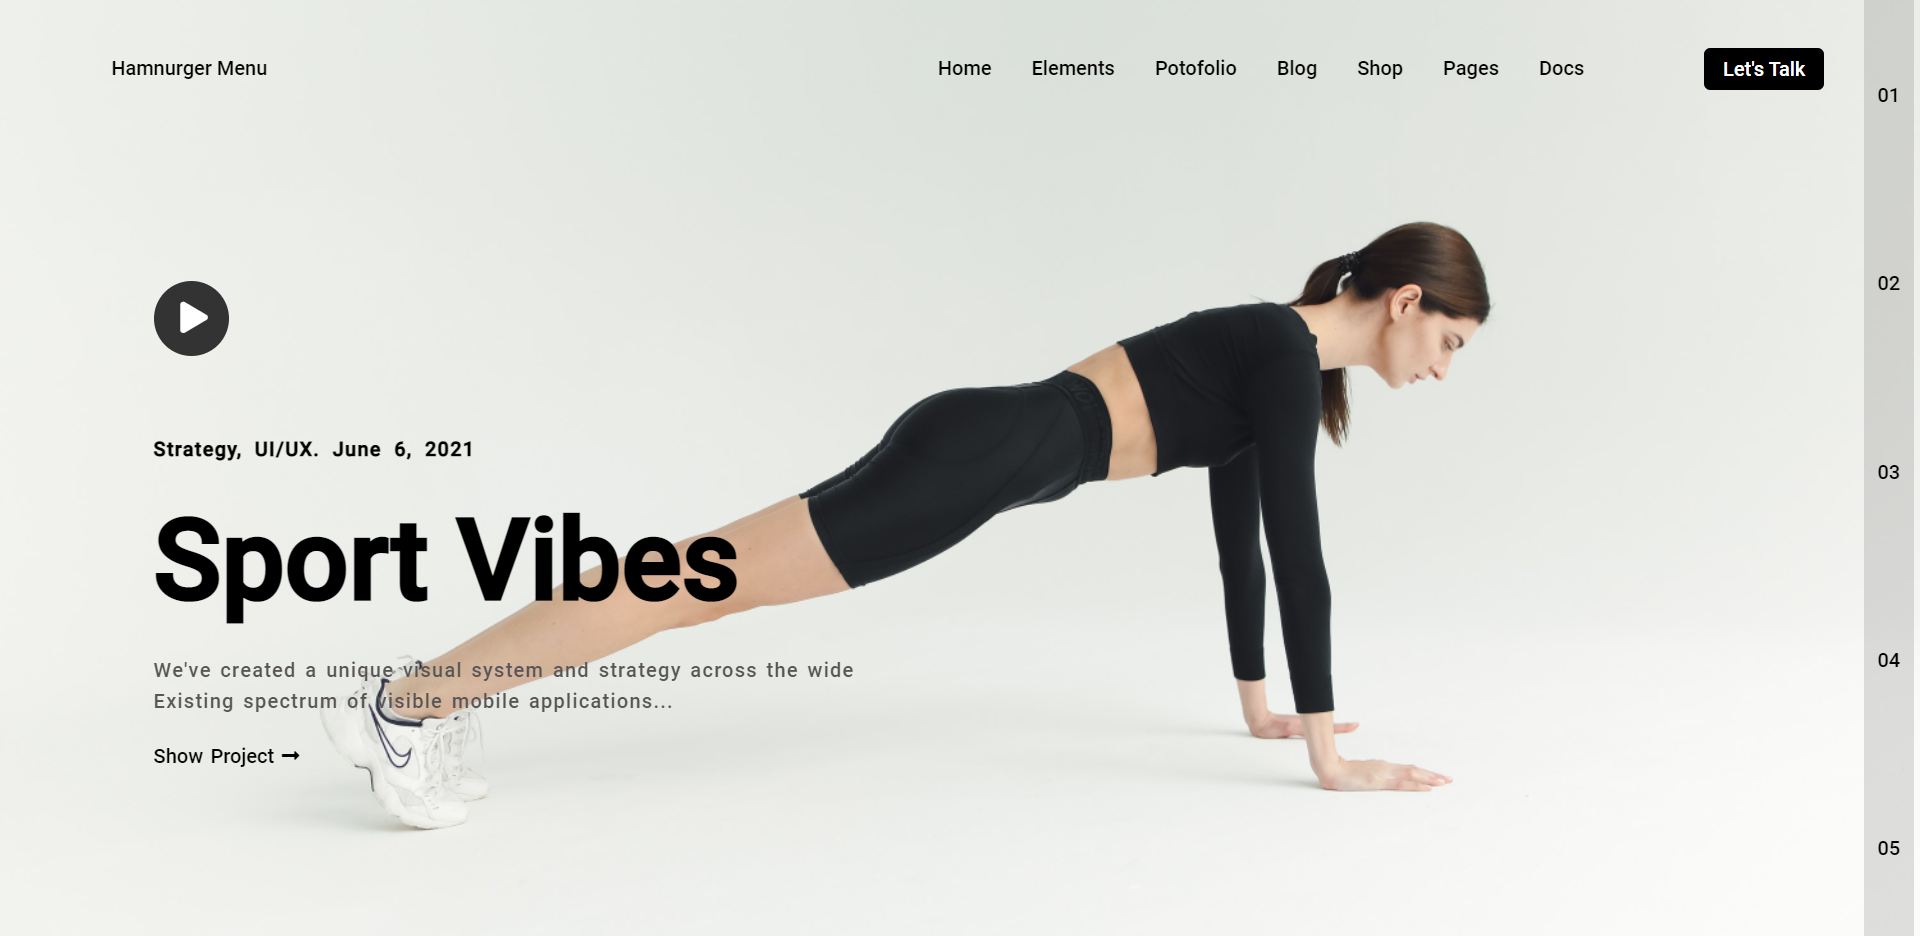 Hamnurger Menu
Home Elements Potofolio Blog Shop Pages Docs
Let's Talk
01
02
03
04
05
Strategy, UI/UX. June 6, 2021
Sport Vibes
We've created a unique visual system and strategy across the wide
Existing spectrum of visible mobile applications...
Show Project →